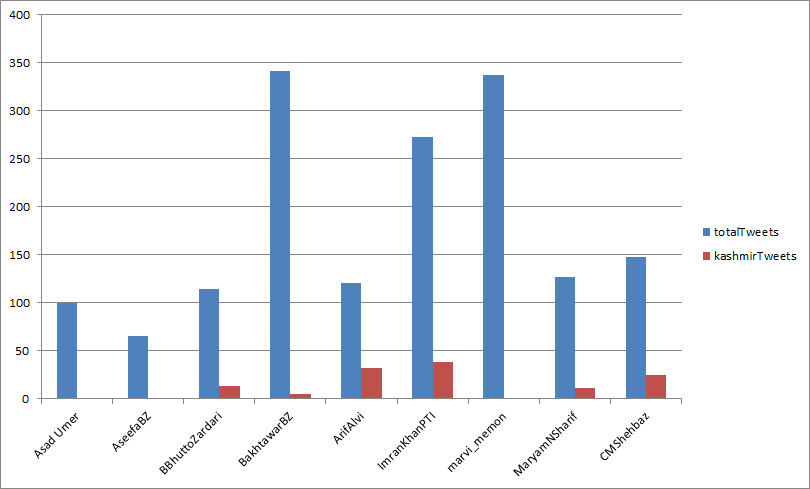 400
350
300
250
200
150
100
50
0
totalTweets
kashmirTweets
Asad Umer
AseefaBZ
BBhuttoZardari
BakhtawarBZ
ArifAlvi
ImranKhanPTI
marvi_memon
MaryamNSharif
CMShehbaz